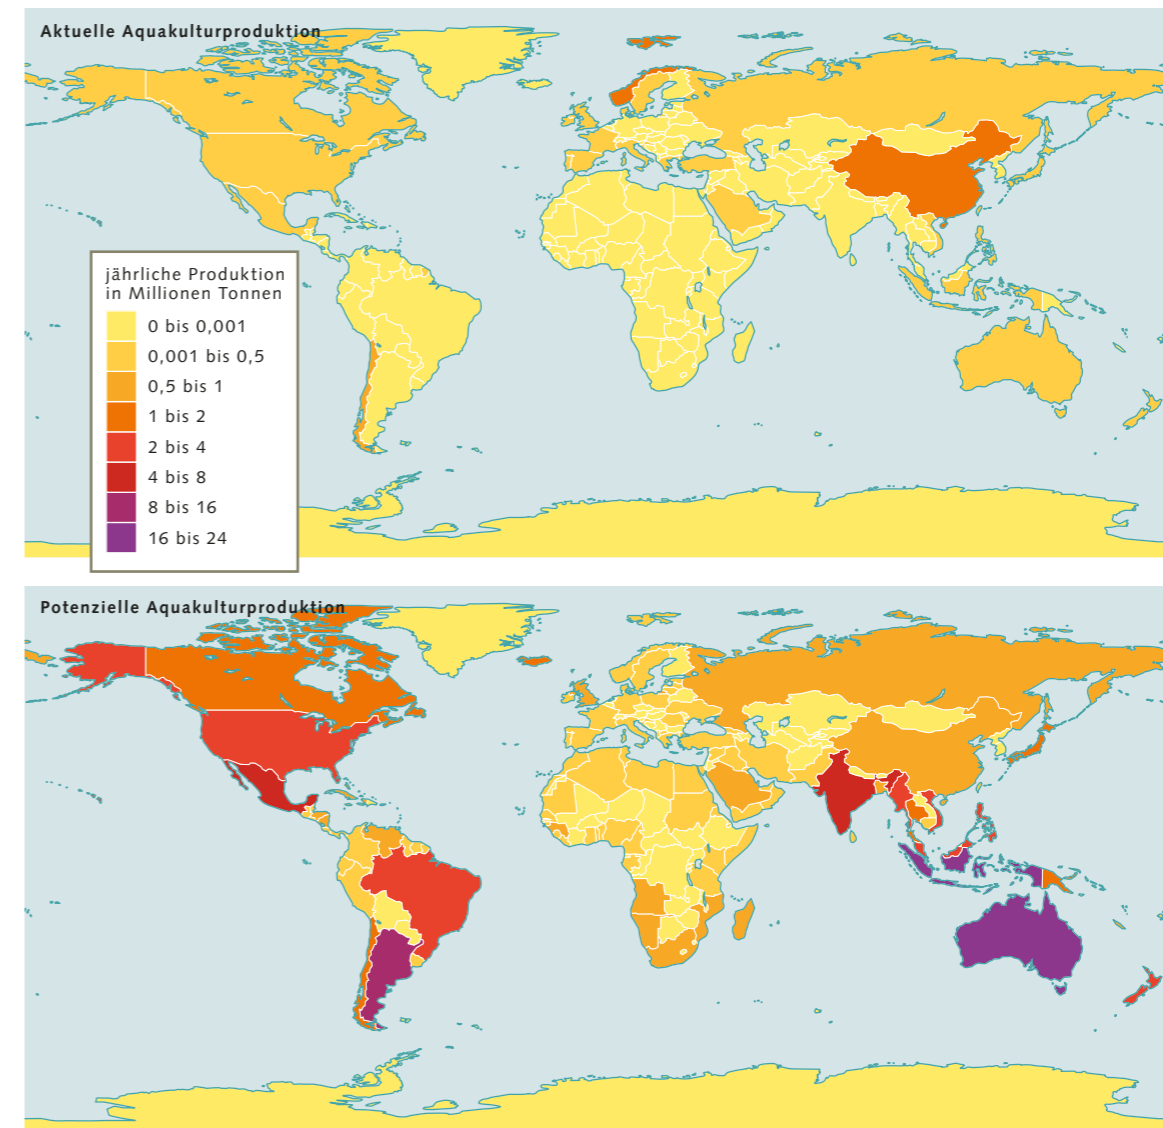 Aktuelle Aquakulturproduktion
jährliche Produktion
in Millionen Tonnen
0 bis 0,001
0,001 bis 0,5
0,5 bis 1
1 bis 2
2 bis 4
4 bis 8
8 bis 16
16 bis 24
Potenzielle Aquakulturproduktion